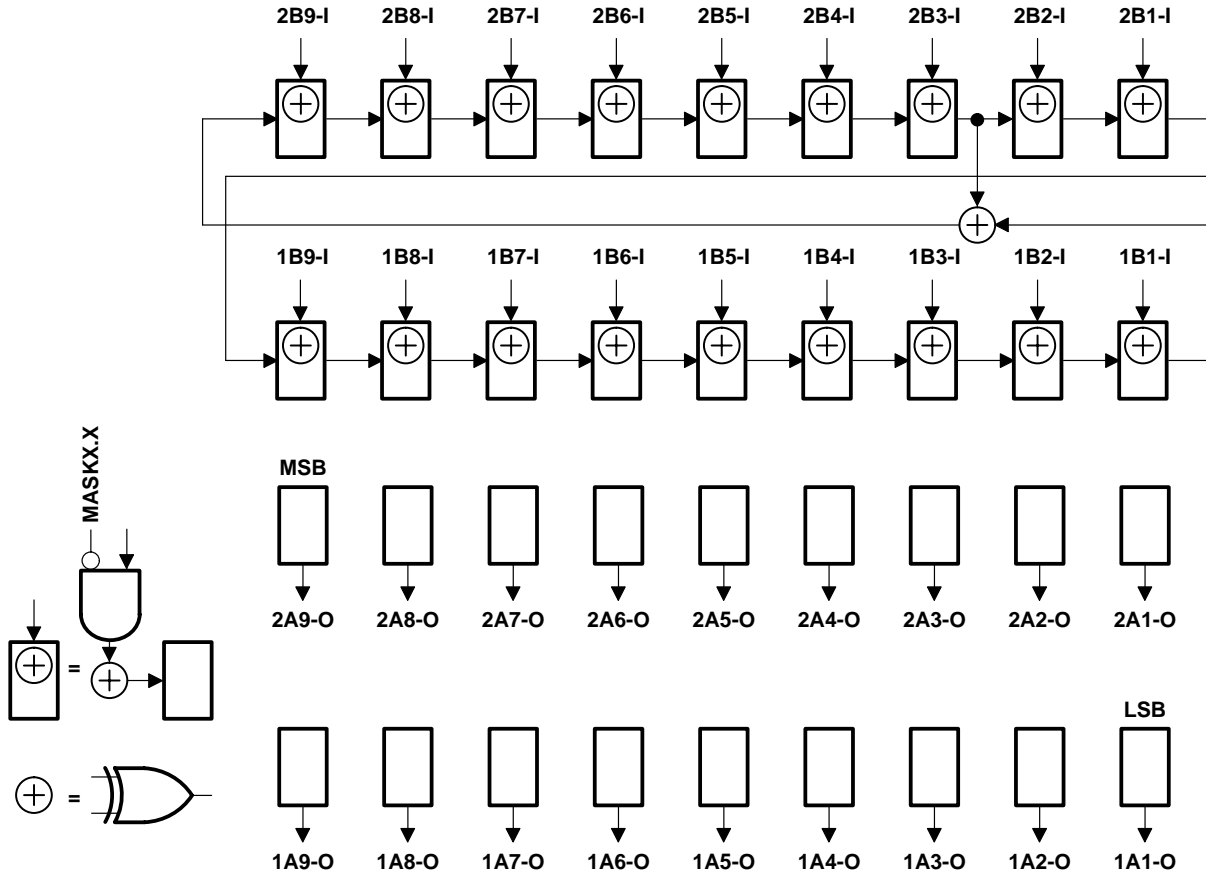 2B9-I 2B8-I 2B7-I 2B6-I 2B5-I 2B4-I 2B3-I 2B2-I 2B1-I
1B9-I 1B8-I 1B7-I 1B6-I 1B5-I 1B4-I 1B3-I 1B2-I 1B1-I
MASKX.X
MSB
2A9-O 2A8-O 2A7-O 2A6-O 2A5-O 2A4-O 2A3-O 2A2-O 2A1-O
=
LSB
=
1A9-O 1A8-O 1A7-O 1A6-O 1A5-O 1A4-O 1A3-O 1A2-O 1A1-O